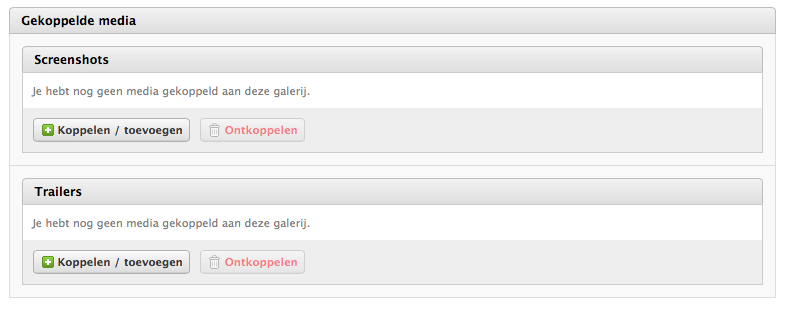 Gekoppelde media
Screenshots
Je hebt nog geen media gekoppeld aan deze galerij.
Koppelen / toevoegen Ontkoppelen
Trailers
Je hebt nog geen media gekoppeld aan deze galerij.
Koppelen / toevoegen Ontkoppelen